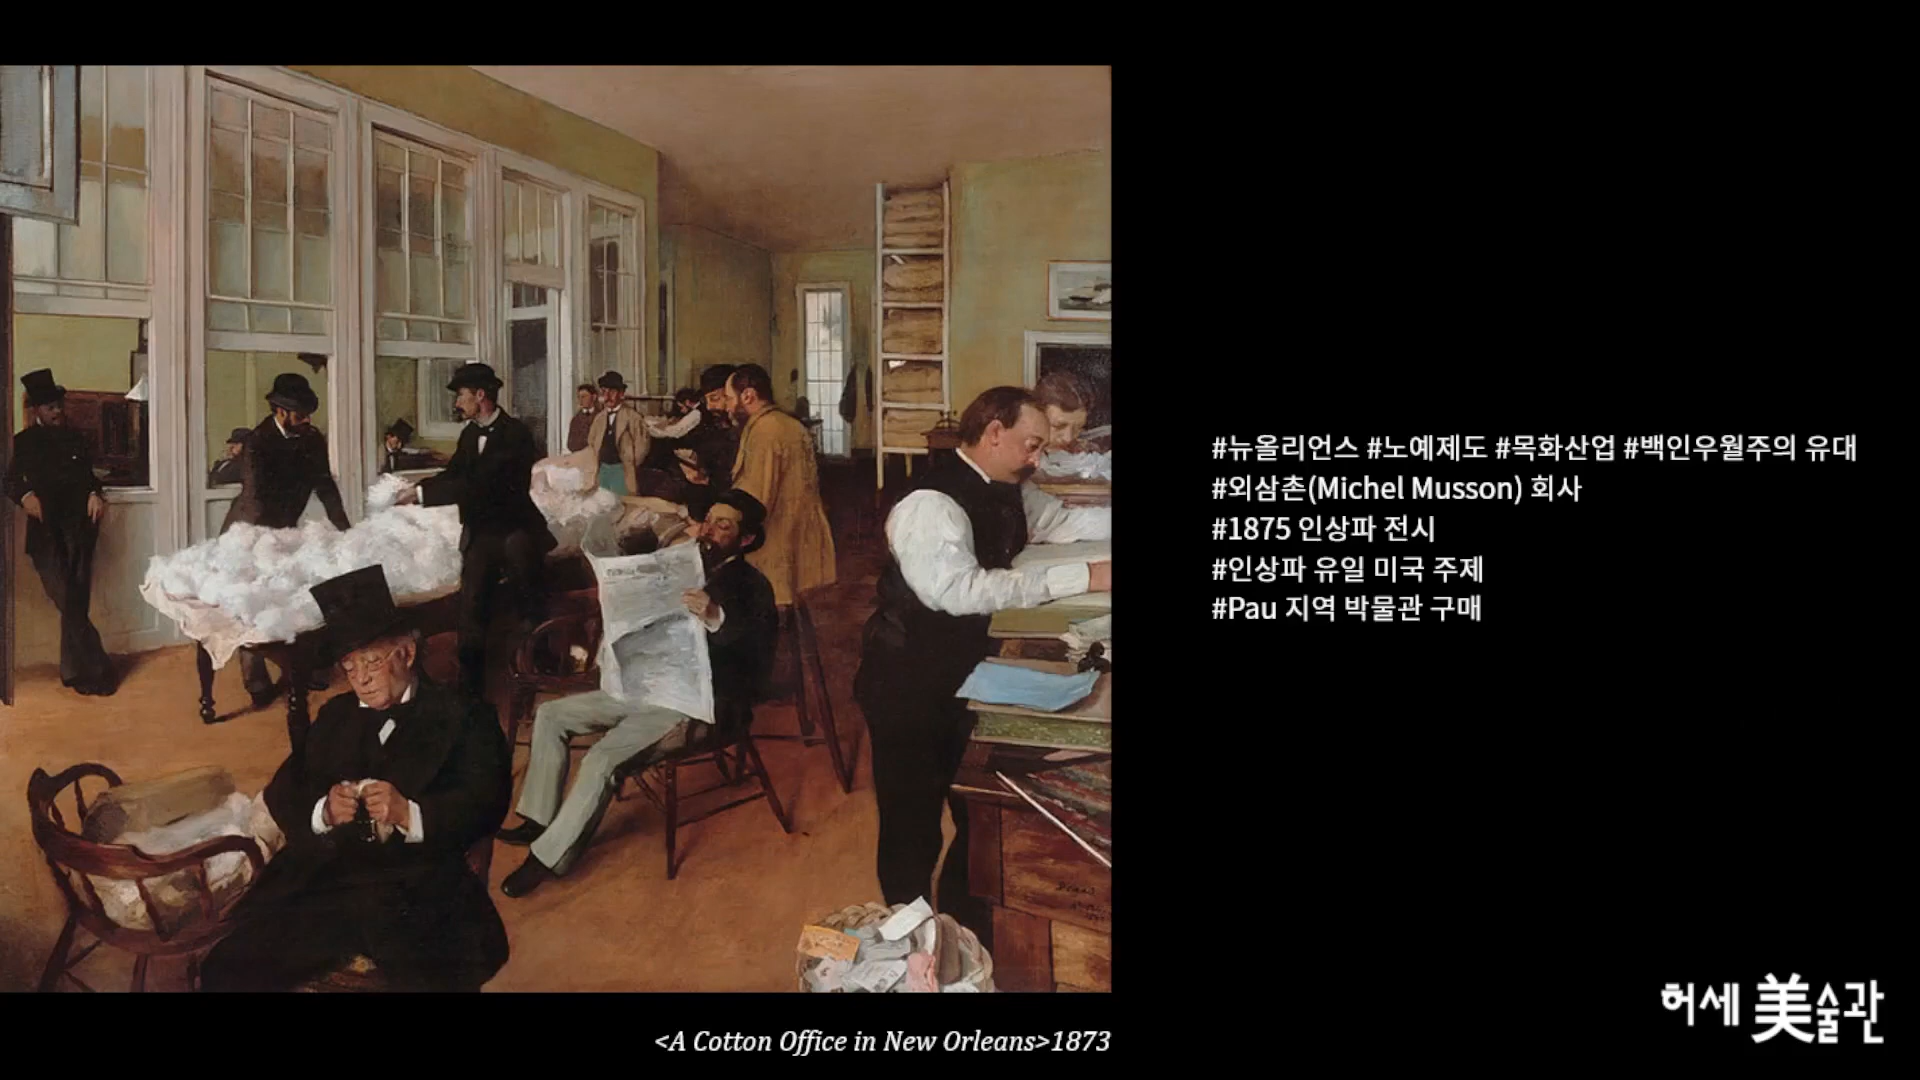 #뉴올리언스 #노예제도 #목화산업 #백인우월주의 유대
#외삼촌(Michel Musson) 회사
#1875 인상파 전시
#인상파 유일 미국 주제
#Pau 지역 박물관 구매
허세 美술관
<A Cotton Office in New Orleans>1873